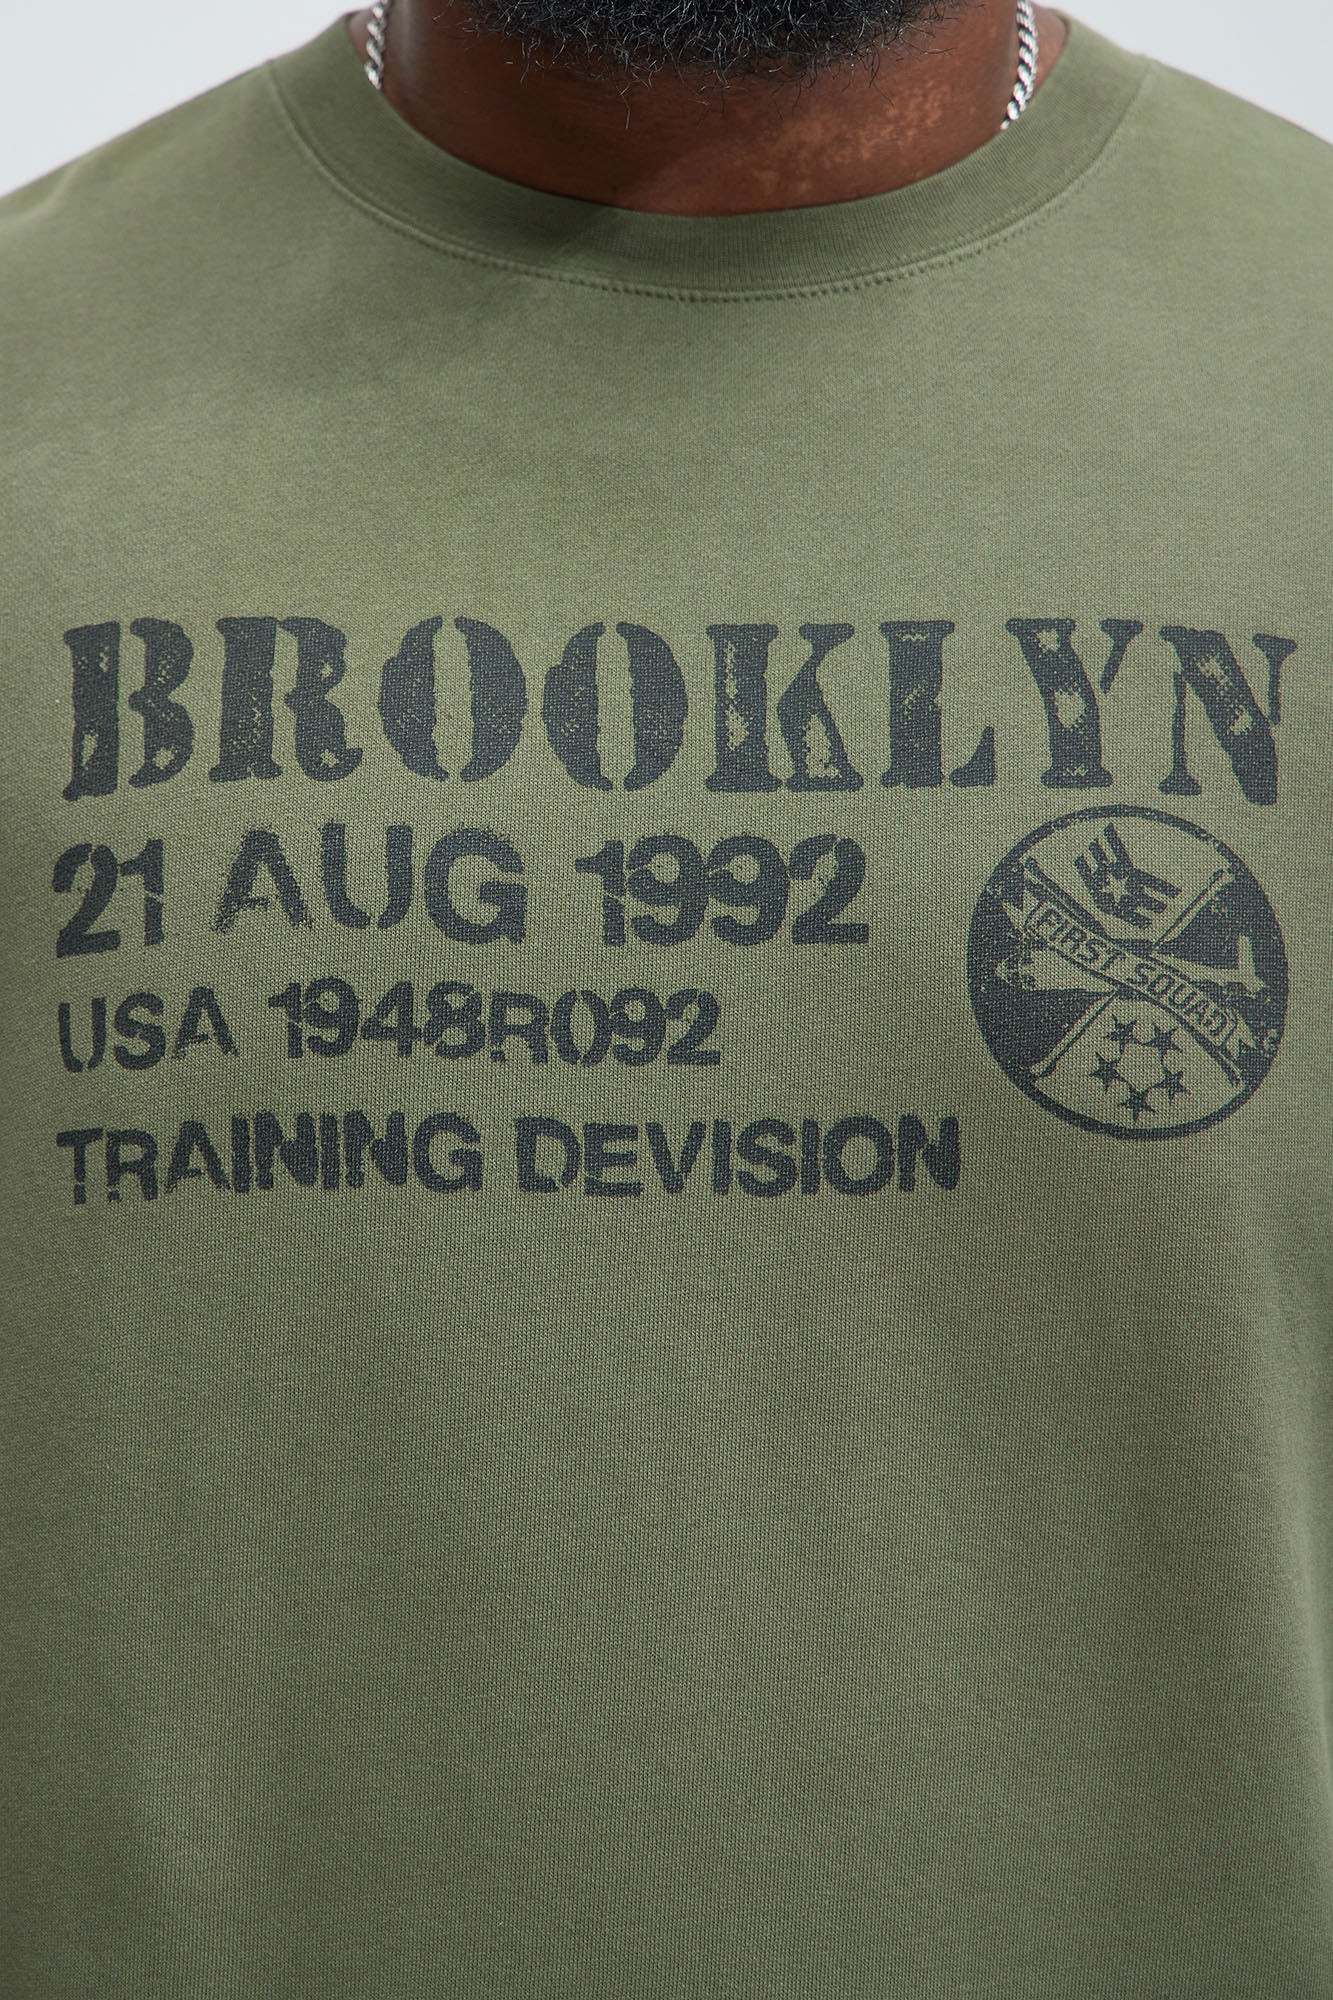 BROOKLYN
21 AUG 1992
USA 1948R092
TRAINING DEVISION
FIRST SQUAD